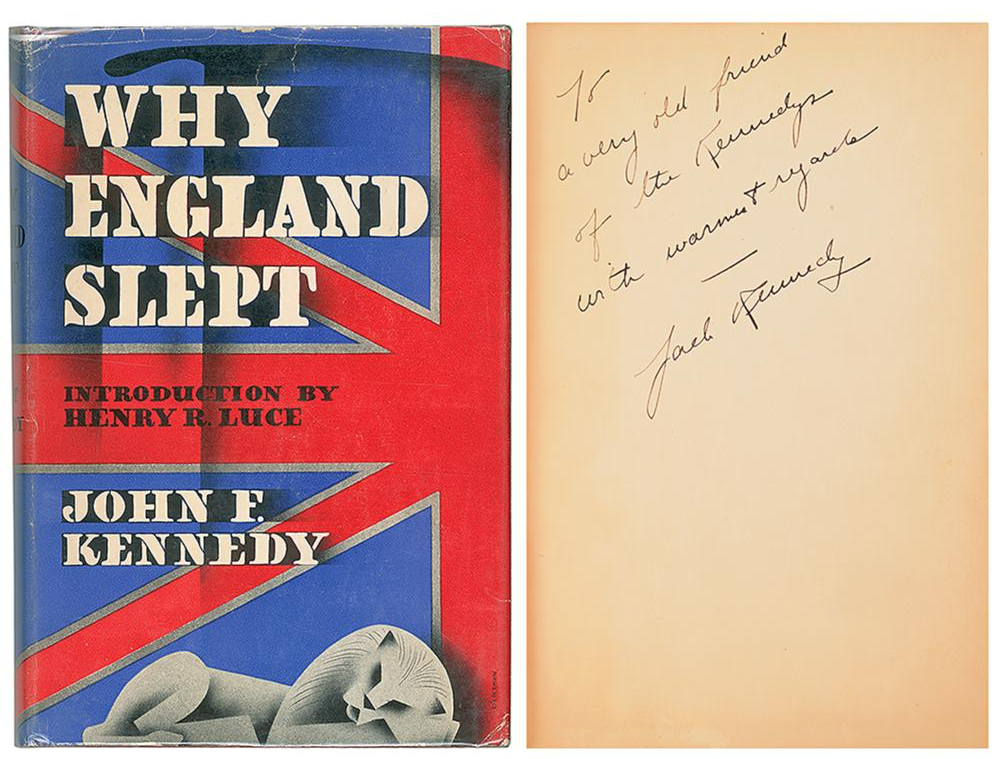 WHY
ENGLAND
SLEPT
INTRODUCTION BY
HENRY R. LUCE
JOHN F.
KENNEDY
To
a very old friend
of the Kennedys
with warmest regards
—
Jack Kennedy